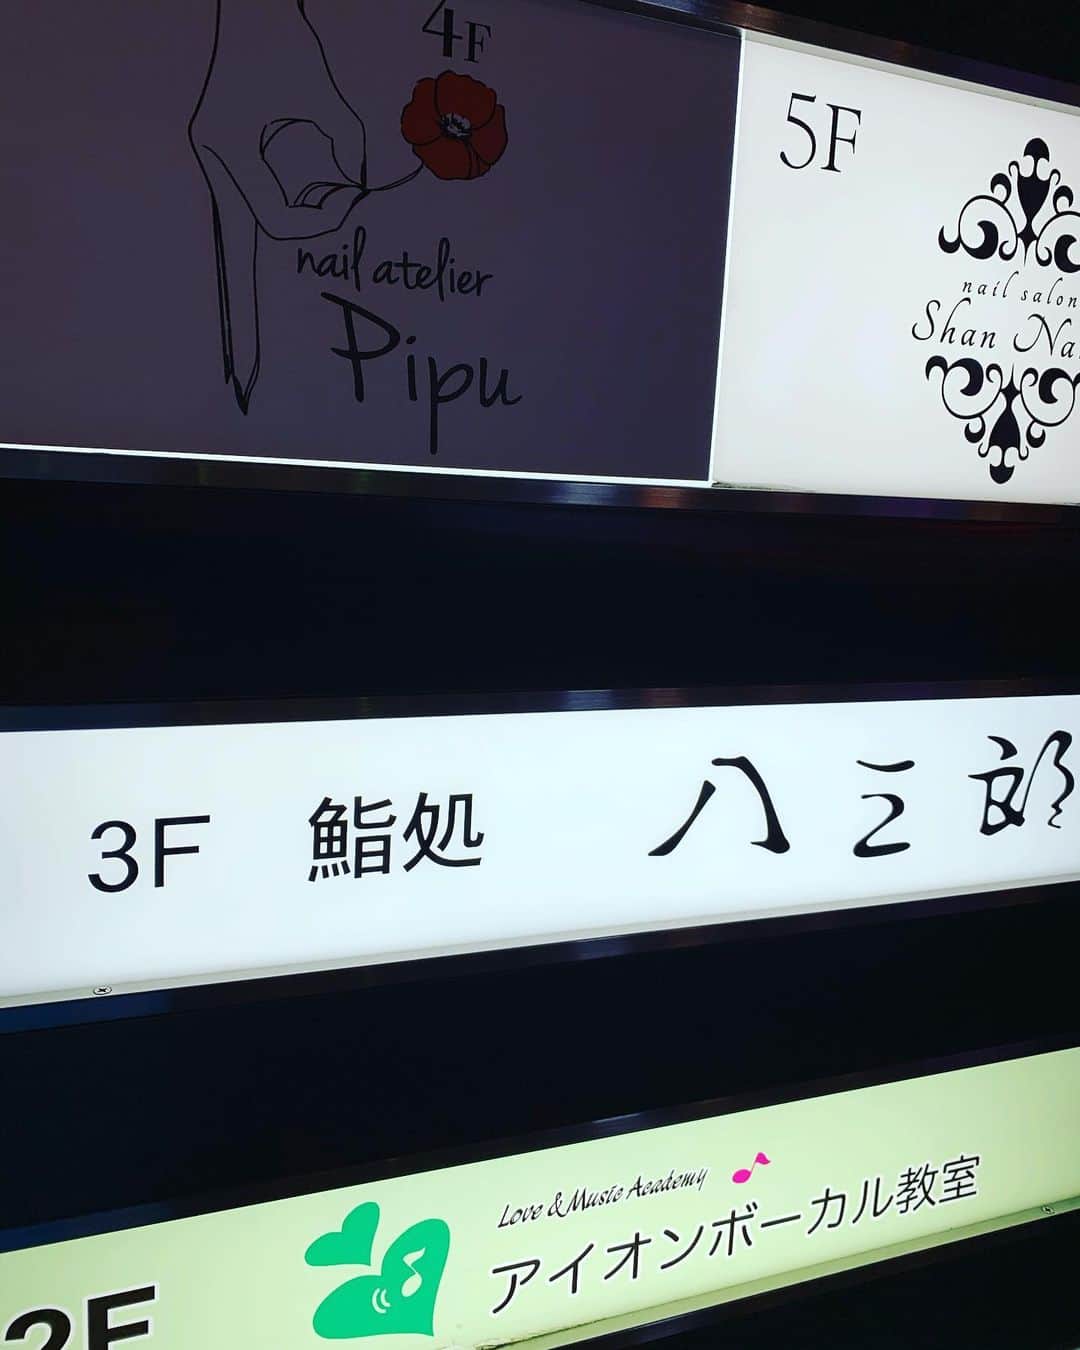 4F
nail atelier
Pipu
5F
nail salon
Shan
3F 鮨処 八三郎
2F
Love & Music Academy
アイオンボーカル教室